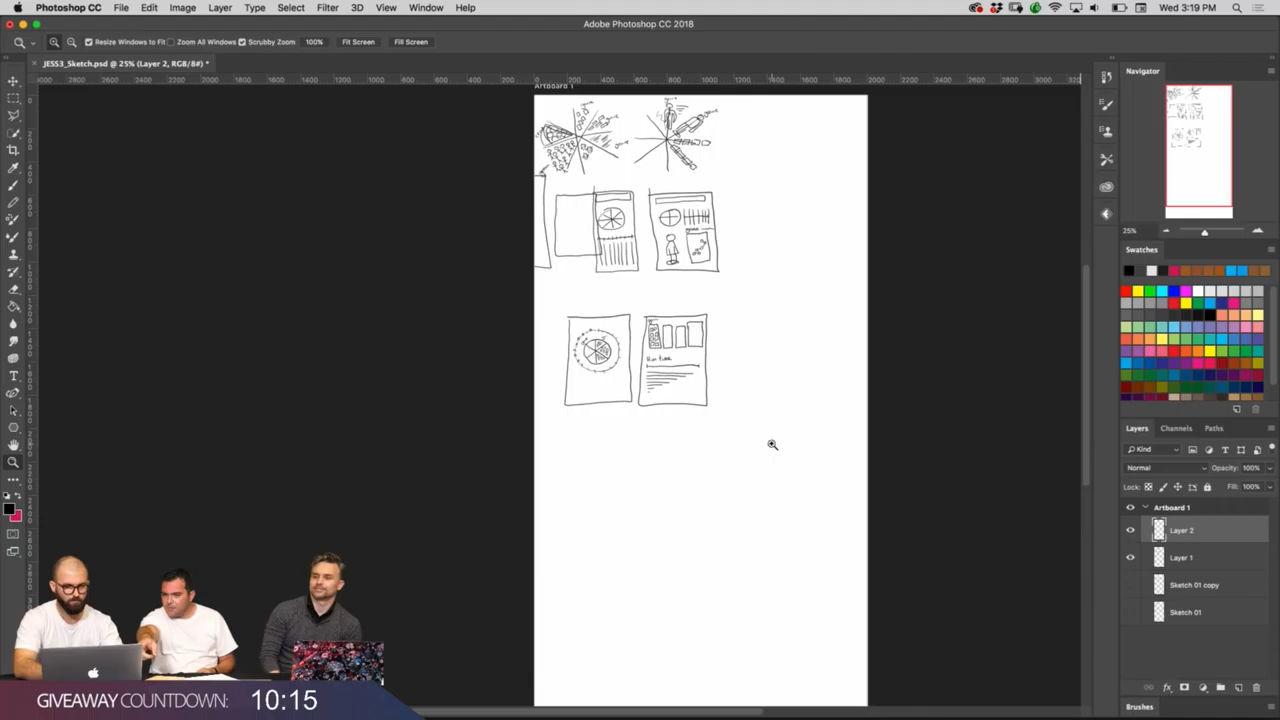 Photoshop CC File Edit Image Layer Type Select Filter 3D View Window Help
Wed 3:19 PM
Adobe Photoshop CC 2018
Resize Windows to Fit Zoom All Windows Scrubby Zoom 100% Fit Screen Fill Screen
JESS3_Sketch.psd @ 25% (Layer 2, RGB/8#) *
Artboard 1
Navigator
25%
Swatches
Layers Channels Paths
Kind
Normal Opacity: 100%
Lock: Fill: 100%
Artboard 1
Layer 2
Layer 1
Sketch 01 copy
Sketch 01
Brushes
Run time
GIVEAWAY COUNTDOWN: 10:15